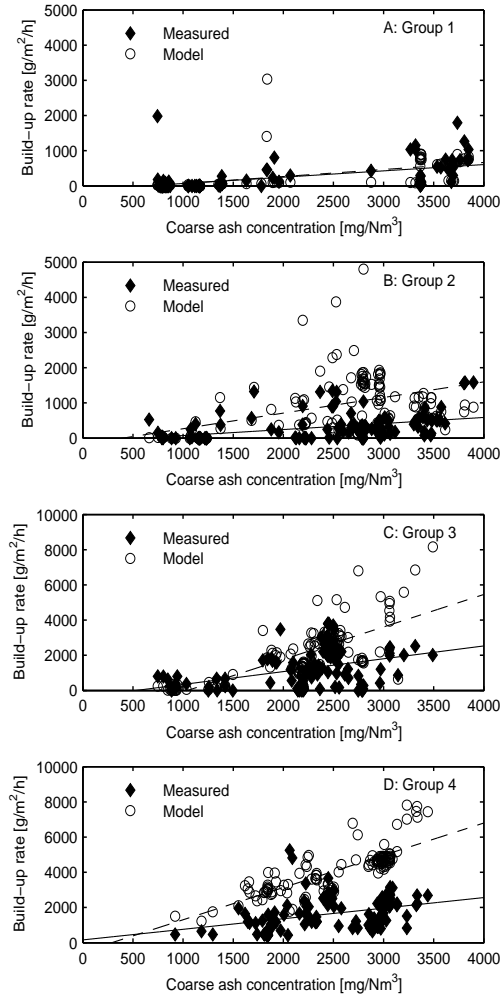 5000
4000
3000
2000
1000
0
Build-up rate [g/m²/h]
Measured
Model
A: Group 1
0 500 1000 1500 2000 2500 3000 3500 4000
Coarse ash concentration [mg/Nm³]
5000
4000
3000
2000
1000
0
Build-up rate [g/m²/h]
Measured
Model
B: Group 2
0 500 1000 1500 2000 2500 3000 3500 4000
Coarse ash concentration [mg/Nm³]
10000
8000
6000
4000
2000
0
Build-up rate [g/m²/h]
Measured
Model
C: Group 3
0 500 1000 1500 2000 2500 3000 3500 4000
Coarse ash concentration [mg/Nm³]
10000
8000
6000
4000
2000
0
Build-up rate [g/m²/h]
Measured
Model
D: Group 4
0 500 1000 1500 2000 2500 3000 3500 4000
Coarse ash concentration [mg/Nm³]